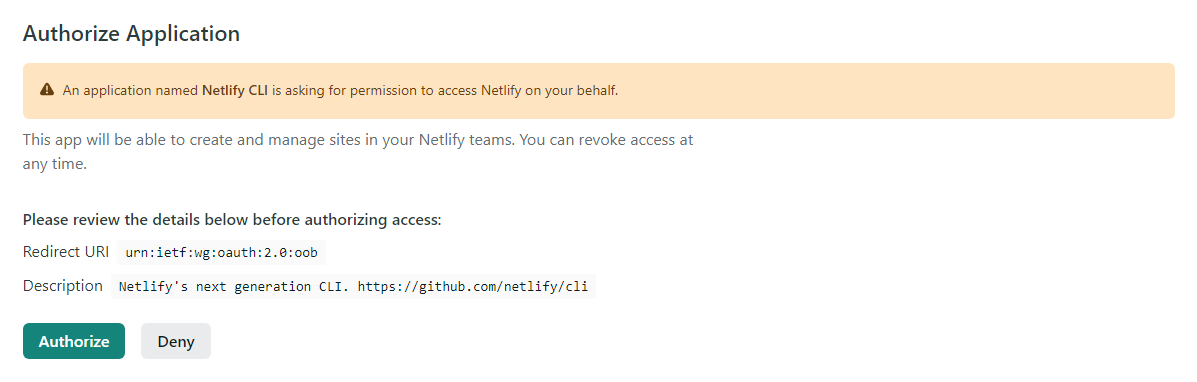 Authorize Application
An application named Netlify CLI is asking for permission to access Netlify on your behalf.
This app will be able to create and manage sites in your Netlify teams. You can revoke access at
any time.
Please review the details below before authorizing access:
Redirect URI urn:ietf:wg:oauth:2.0:oob
Description Netlify's next generation CLI. https://github.com/netlify/cli
Authorize Deny